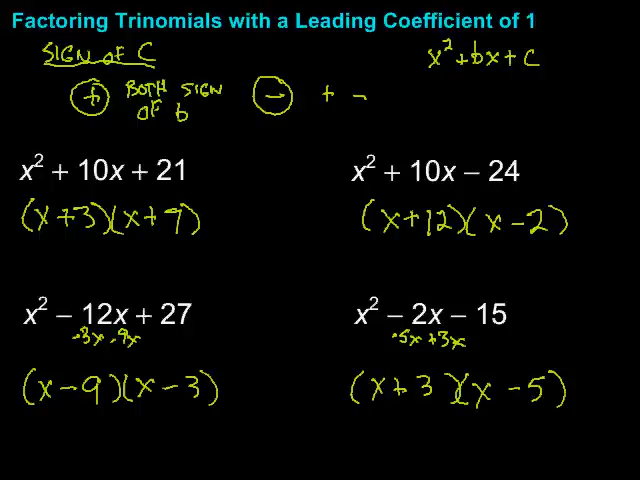 Factoring Trinomials with a Leading Coefficient of 1
SIGN OF C
x² + bx + c
+ BOTH SIGN OF b
− + −
x² + 10x + 21
(x + 3)(x + 7)
x² + 10x − 24
(x + 12)(x − 2)
x² − 12x + 27
-3x -9x
(x − 9)(x − 3)
x² − 2x − 15
-5x +3x
(x + 3)(x − 5)